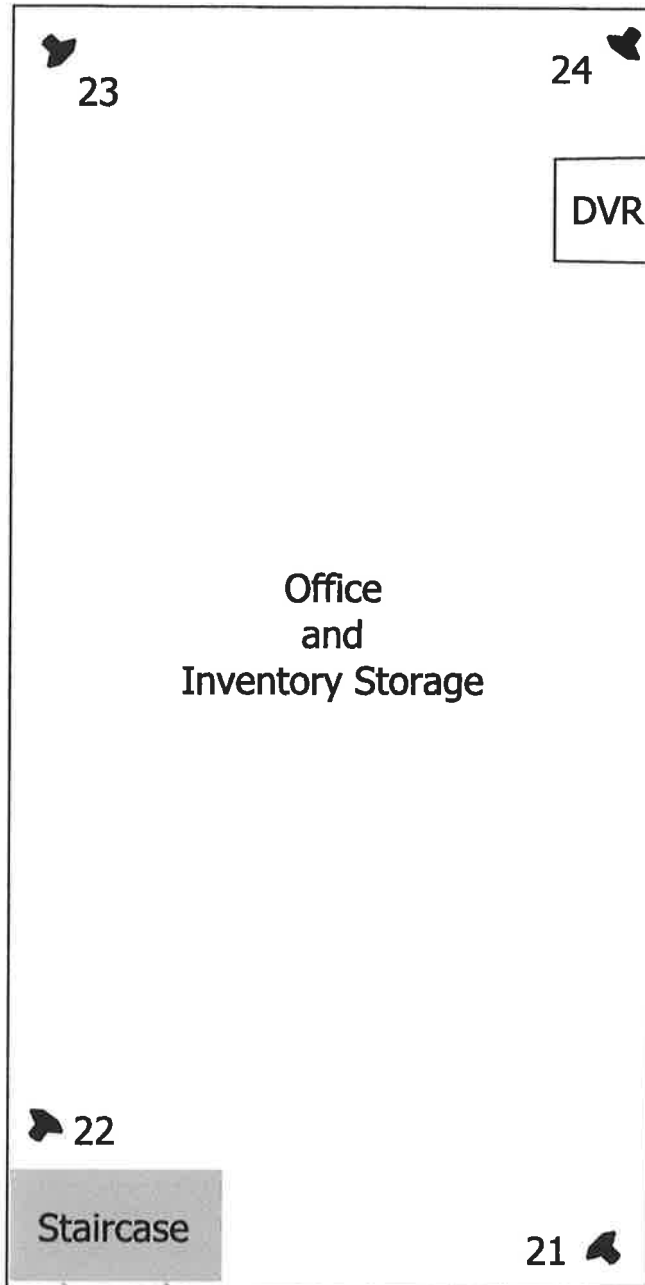 23
24
DVR
Office
and
Inventory Storage
22
Staircase
21